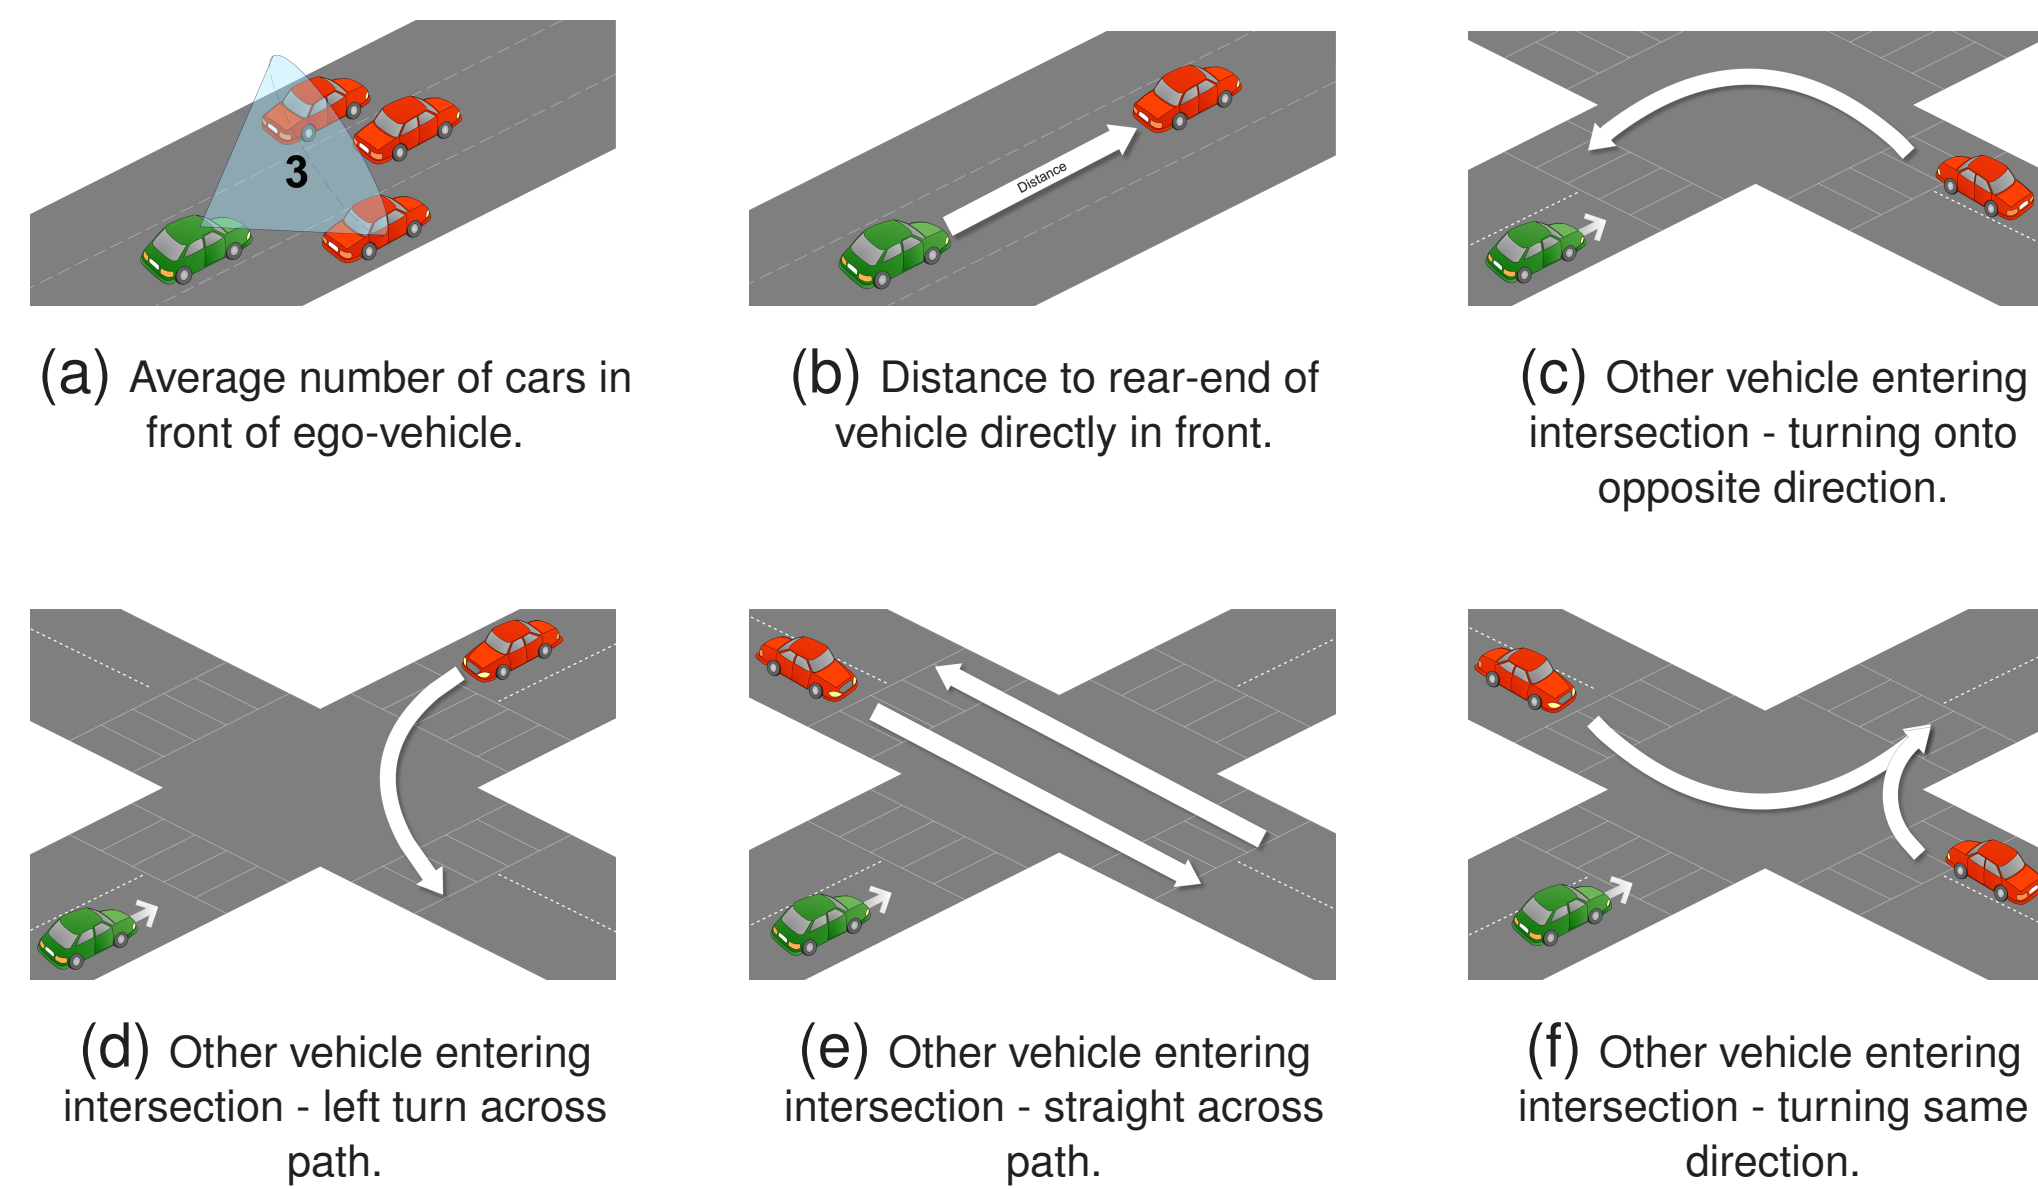 3
Distance
(a) Average number of cars in
front of ego-vehicle.
(b) Distance to rear-end of
vehicle directly in front.
(c) Other vehicle entering
intersection - turning onto
opposite direction.
(d) Other vehicle entering
intersection - left turn across
path.
(e) Other vehicle entering
intersection - straight across
path.
(f) Other vehicle entering
intersection - turning same
direction.